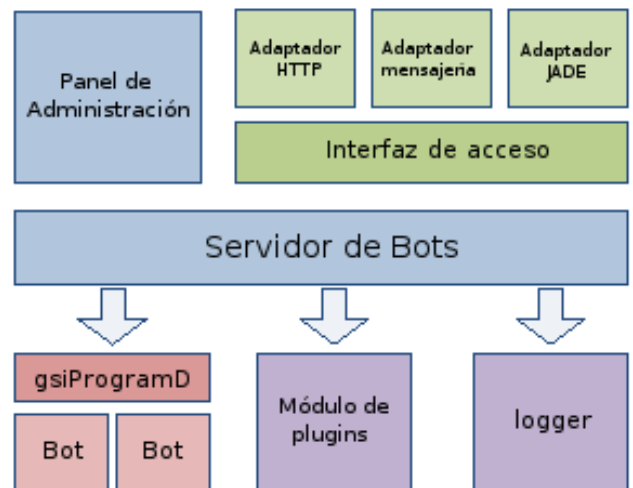 Panel de
Administración
Adaptador
HTTP
Adaptador
mensajería
Adaptador
JADE
Interfaz de acceso
Servidor de Bots
gsiProgramD
Bot
Bot
Módulo de
plugins
logger